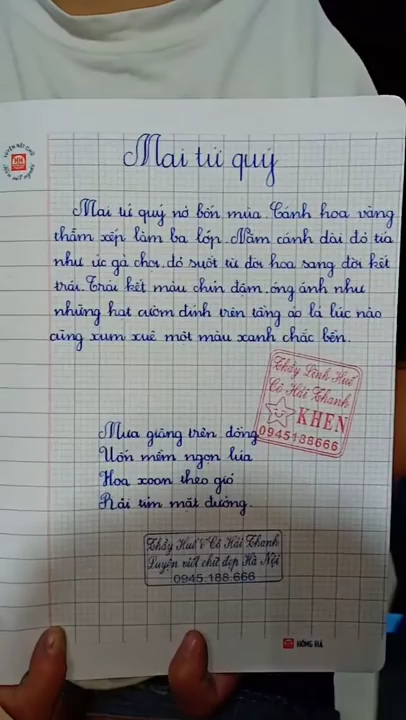 Mai tứ quý
Mai tứ quý nở bốn mùa. Cánh hoa vàng
thẫm xếp làm ba lớp. Năm cánh dài đỏ tía
như ức gà chọi, đỏ suốt từ đời hoa sang đời kết
trái. Trái kết màu chín đậm, óng ánh như
những hạt cườm đính trên tầng áo lá lúc nào
cũng xum xuê một màu xanh chắc bền.
Thầy Linh Huế
Cô Hải Thanh
KHEN
0945188666
Mưa giăng trên đồng
Uốn mềm ngọn lúa
Hoa xoan theo gió
Rải tím mặt đường.
Thầy Huế & Cô Hải Thanh
Luyện viết chữ đẹp Hà Nội
0945.188.666
HỒNG HÀ